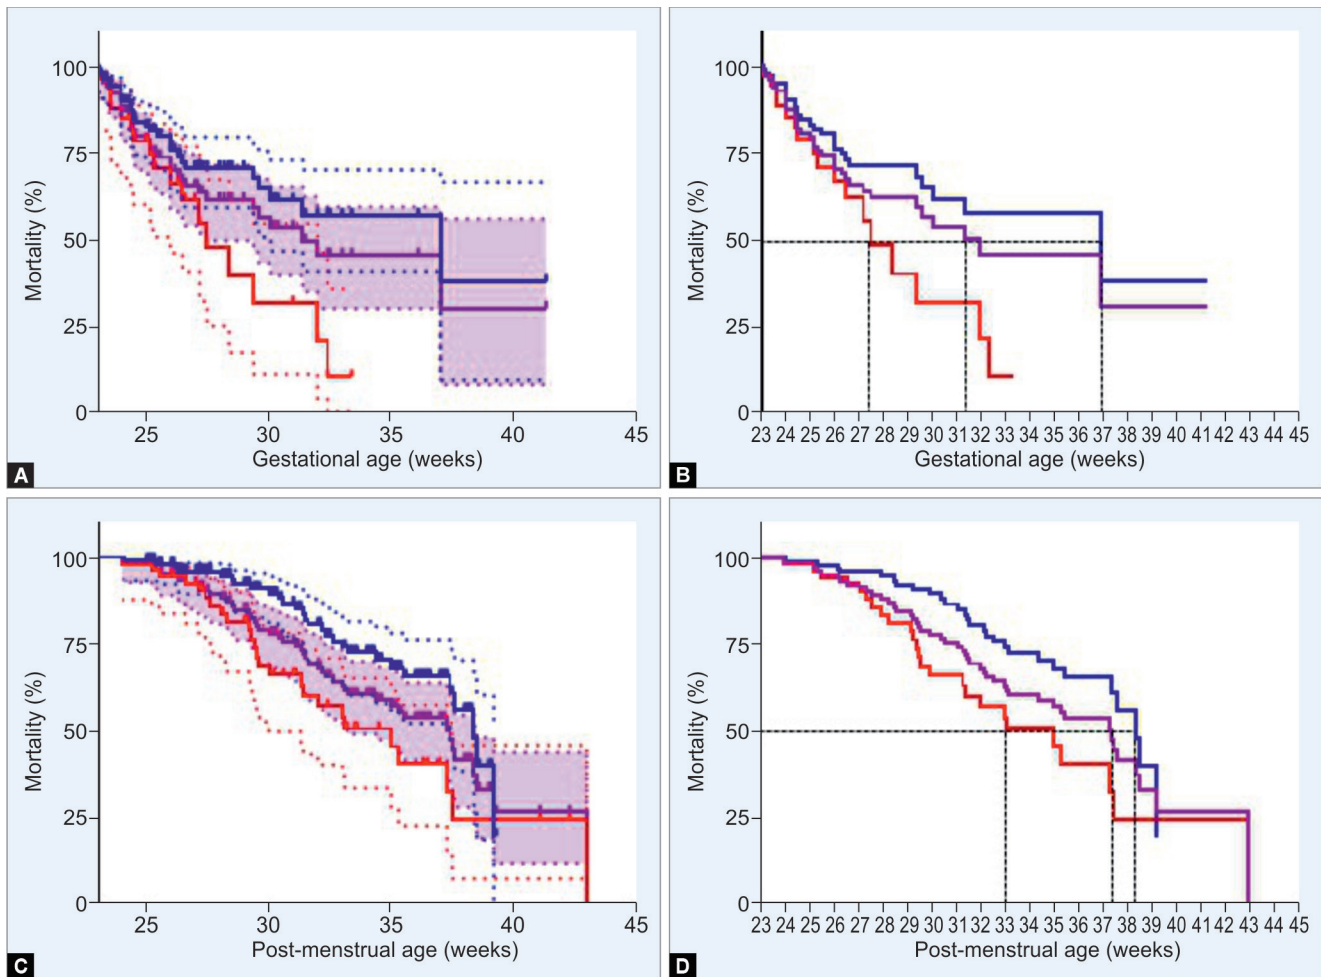 100
75
50
25
0
Mortality (%)
25 30 35 40 45
Gestational age (weeks)
A
100
75
50
25
0
Mortality (%)
23 24 25 26 27 28 29 30 31 32 33 34 35 36 37 38 39 40 41 42 43 44 45
Gestational age (weeks)
B
100
75
50
25
0
Mortality (%)
25 30 35 40 45
Post-menstrual age (weeks)
C
100
75
50
25
0
Mortality (%)
23 24 25 26 27 28 29 30 31 32 33 34 35 36 37 38 39 40 41 42 43 44 45
Post-menstrual age (weeks)
D